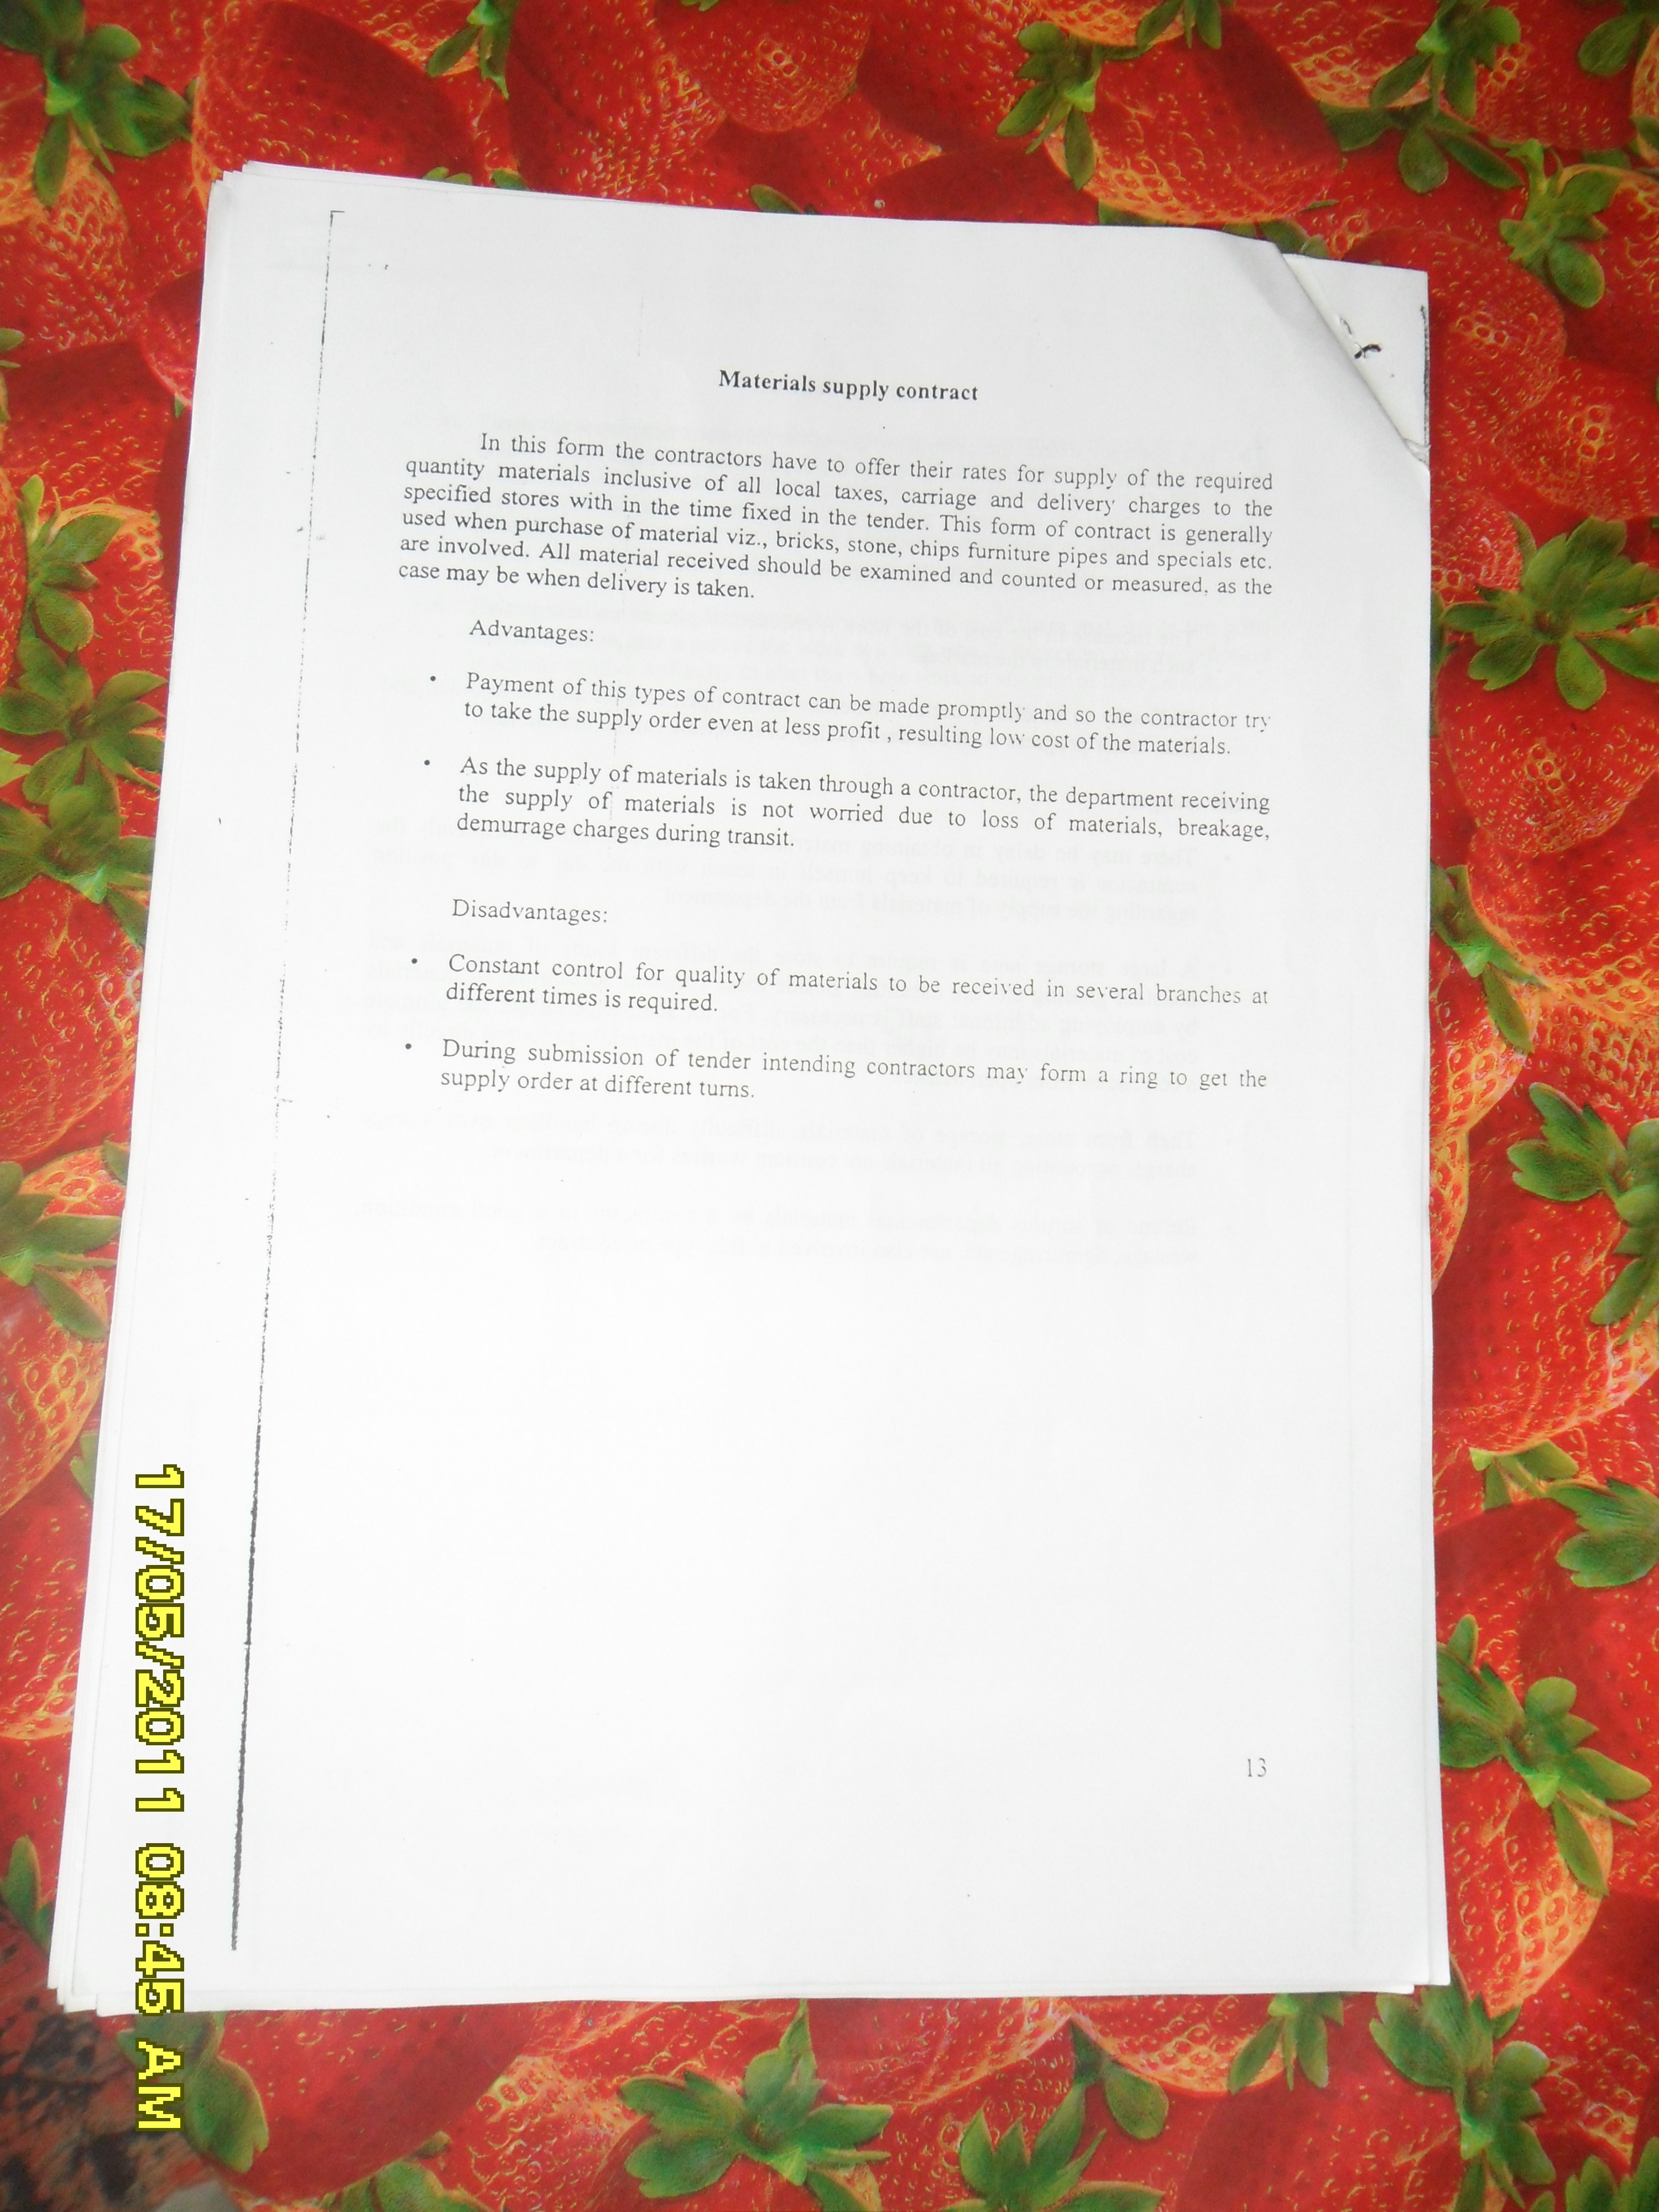 Materials supply contract
In this form the contractors have to offer their rates for supply of the required
quantity materials inclusive of all local taxes, carriage and delivery charges to the
specified stores with in the time fixed in the tender. This form of contract is generally
used when purchase of material viz., bricks, stone, chips furniture pipes and specials etc.
are involved. All material received should be examined and counted or measured, as the
case may be when delivery is taken.
Advantages:
• Payment of this types of contract can be made promptly and so the contractor try
to take the supply order even at less profit , resulting low cost of the materials.
• As the supply of materials is taken through a contractor, the department receiving
the supply of materials is not worried due to loss of materials, breakage,
demurrage charges during transit.
Disadvantages:
• Constant control for quality of materials to be received in several branches at
different times is required.
• During submission of tender intending contractors may form a ring to get the
supply order at different turns.
13
17/05/2011 08:45 AM